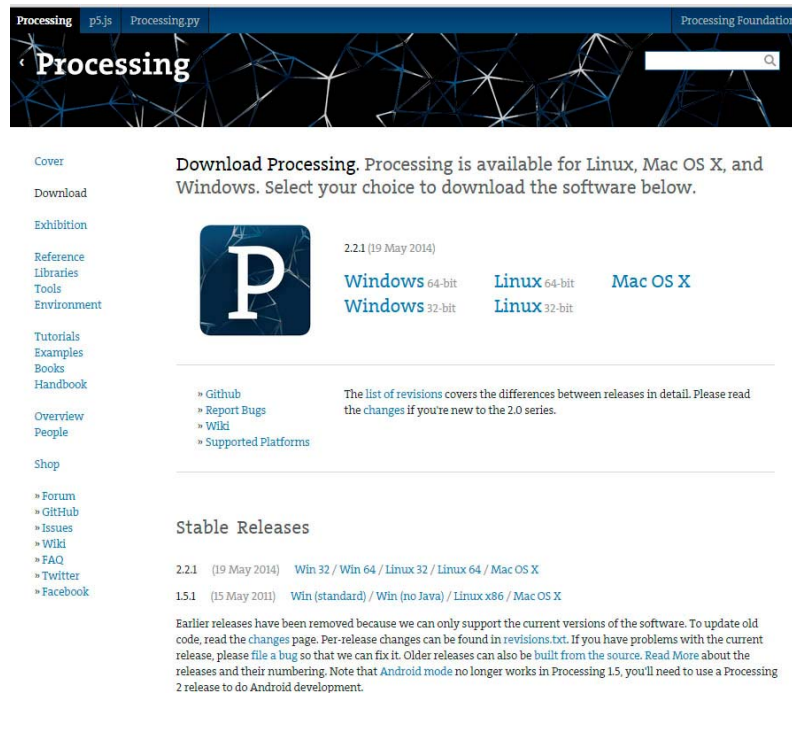 Processing p5.js Processing.py Processing Foundation
‹ Processing
Cover
Download
Exhibition
Reference
Libraries
Tools
Environment
Tutorials
Examples
Books
Handbook
Overview
People
Shop
» Forum
» GitHub
» Issues
» Wiki
» FAQ
» Twitter
» Facebook
Download Processing. Processing is available for Linux, Mac OS X, and
Windows. Select your choice to download the software below.
P
2.2.1 (19 May 2014)
Windows 64-bit Linux 64-bit Mac OS X
Windows 32-bit Linux 32-bit
» Github
» Report Bugs
» Wiki
» Supported Platforms
The list of revisions covers the differences between releases in detail. Please read
the changes if you're new to the 2.0 series.
Stable Releases
2.2.1 (19 May 2014) Win 32 / Win 64 / Linux 32 / Linux 64 / Mac OS X
1.5.1 (15 May 2011) Win (standard) / Win (no Java) / Linux x86 / Mac OS X
Earlier releases have been removed because we can only support the current versions of the software. To update old
code, read the changes page. Per-release changes can be found in revisions.txt. If you have problems with the current
release, please file a bug so that we can fix it. Older releases can also be built from the source. Read More about the
releases and their numbering. Note that Android mode no longer works in Processing 1.5, you'll need to use a Processing
2 release to do Android development.